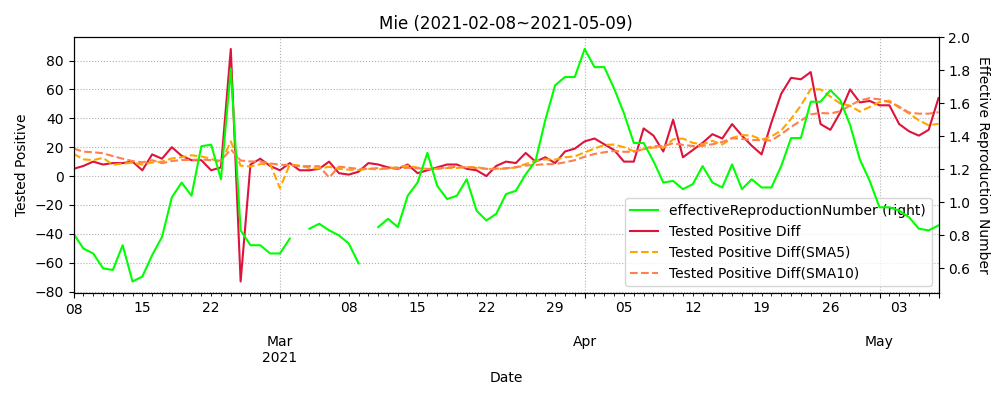 Mie (2021-02-08~2021-05-09)
Tested Positive
80
60
40
20
0
−20
−40
−60
−80
2.0
1.8
1.6
1.4
1.2
1.0
0.8
0.6
Effective Reproduction Number
effectiveReproductionNumber (right)
Tested Positive Diff
Tested Positive Diff(SMA5)
Tested Positive Diff(SMA10)
08 15 22 08 15 22 29 05 12 19 26 03
Mar Apr May
2021
Date